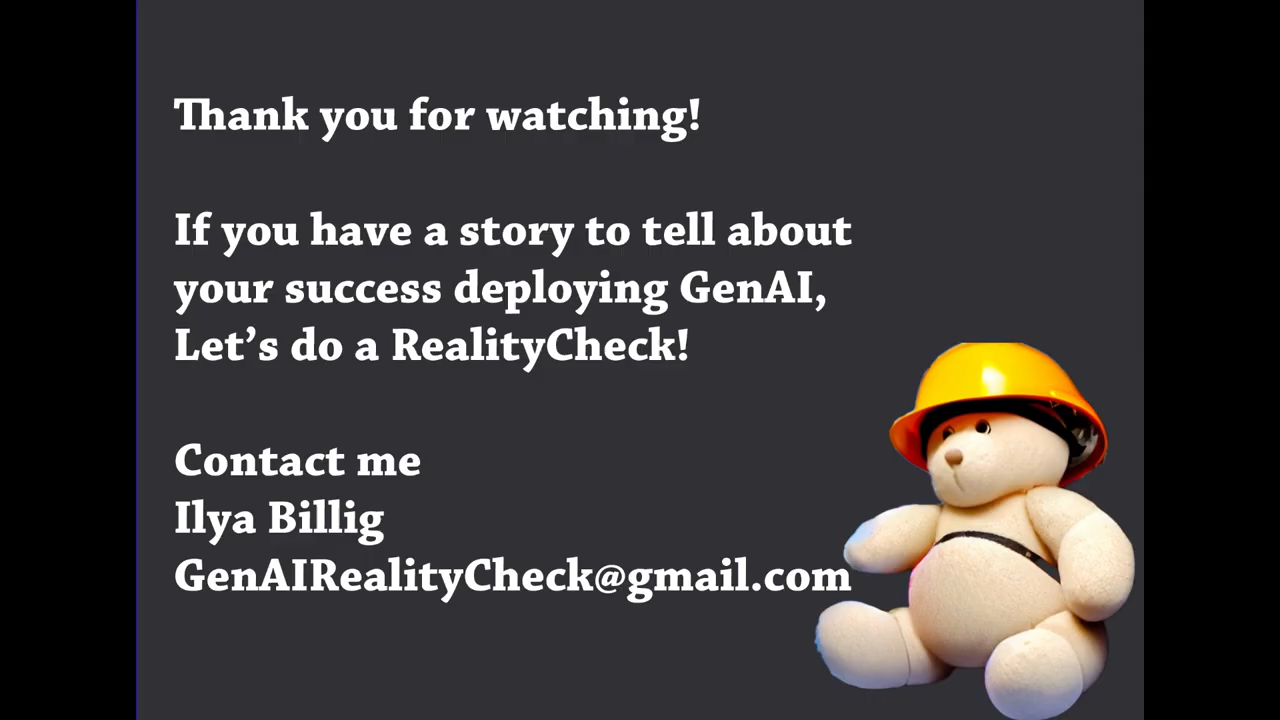 Thank you for watching!
If you have a story to tell about
your success deploying GenAI,
Let’s do a RealityCheck!
Contact me
Ilya Billig
GenAIRealityCheck@gmail.com